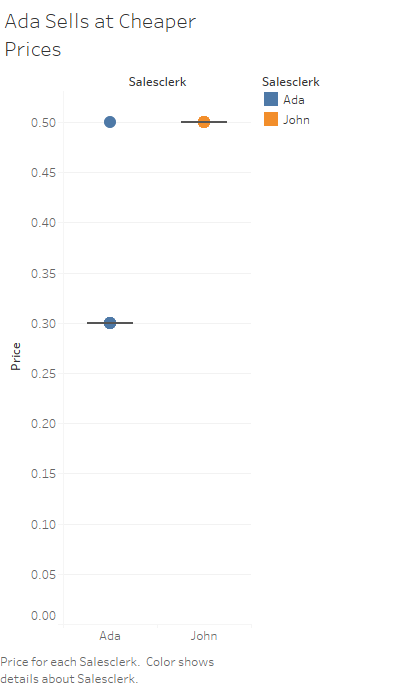 Ada Sells at Cheaper
Prices
Salesclerk
Salesclerk
Ada
John
0.50
0.45
0.40
0.35
0.30
0.25
0.20
0.15
0.10
0.05
0.00
Price
Ada
John
Price for each Salesclerk. Color shows
details about Salesclerk.